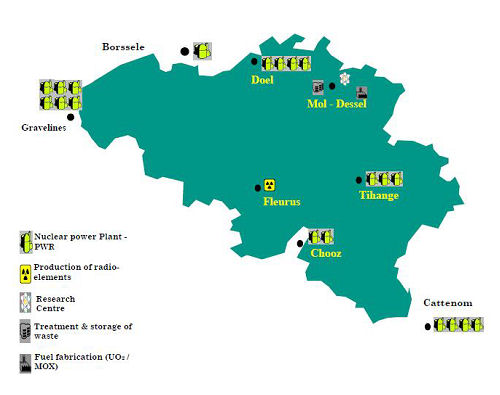 Borssele
Doel
Mol - Dessel
Gravelines
Fleurus
Tihange
Chooz
Cattenom
Nuclear power Plant -
PWR
Production of radio-
elements
Research
Centre
Treatment & storage of
waste
Fuel fabrication (UO₂ /
MOX)